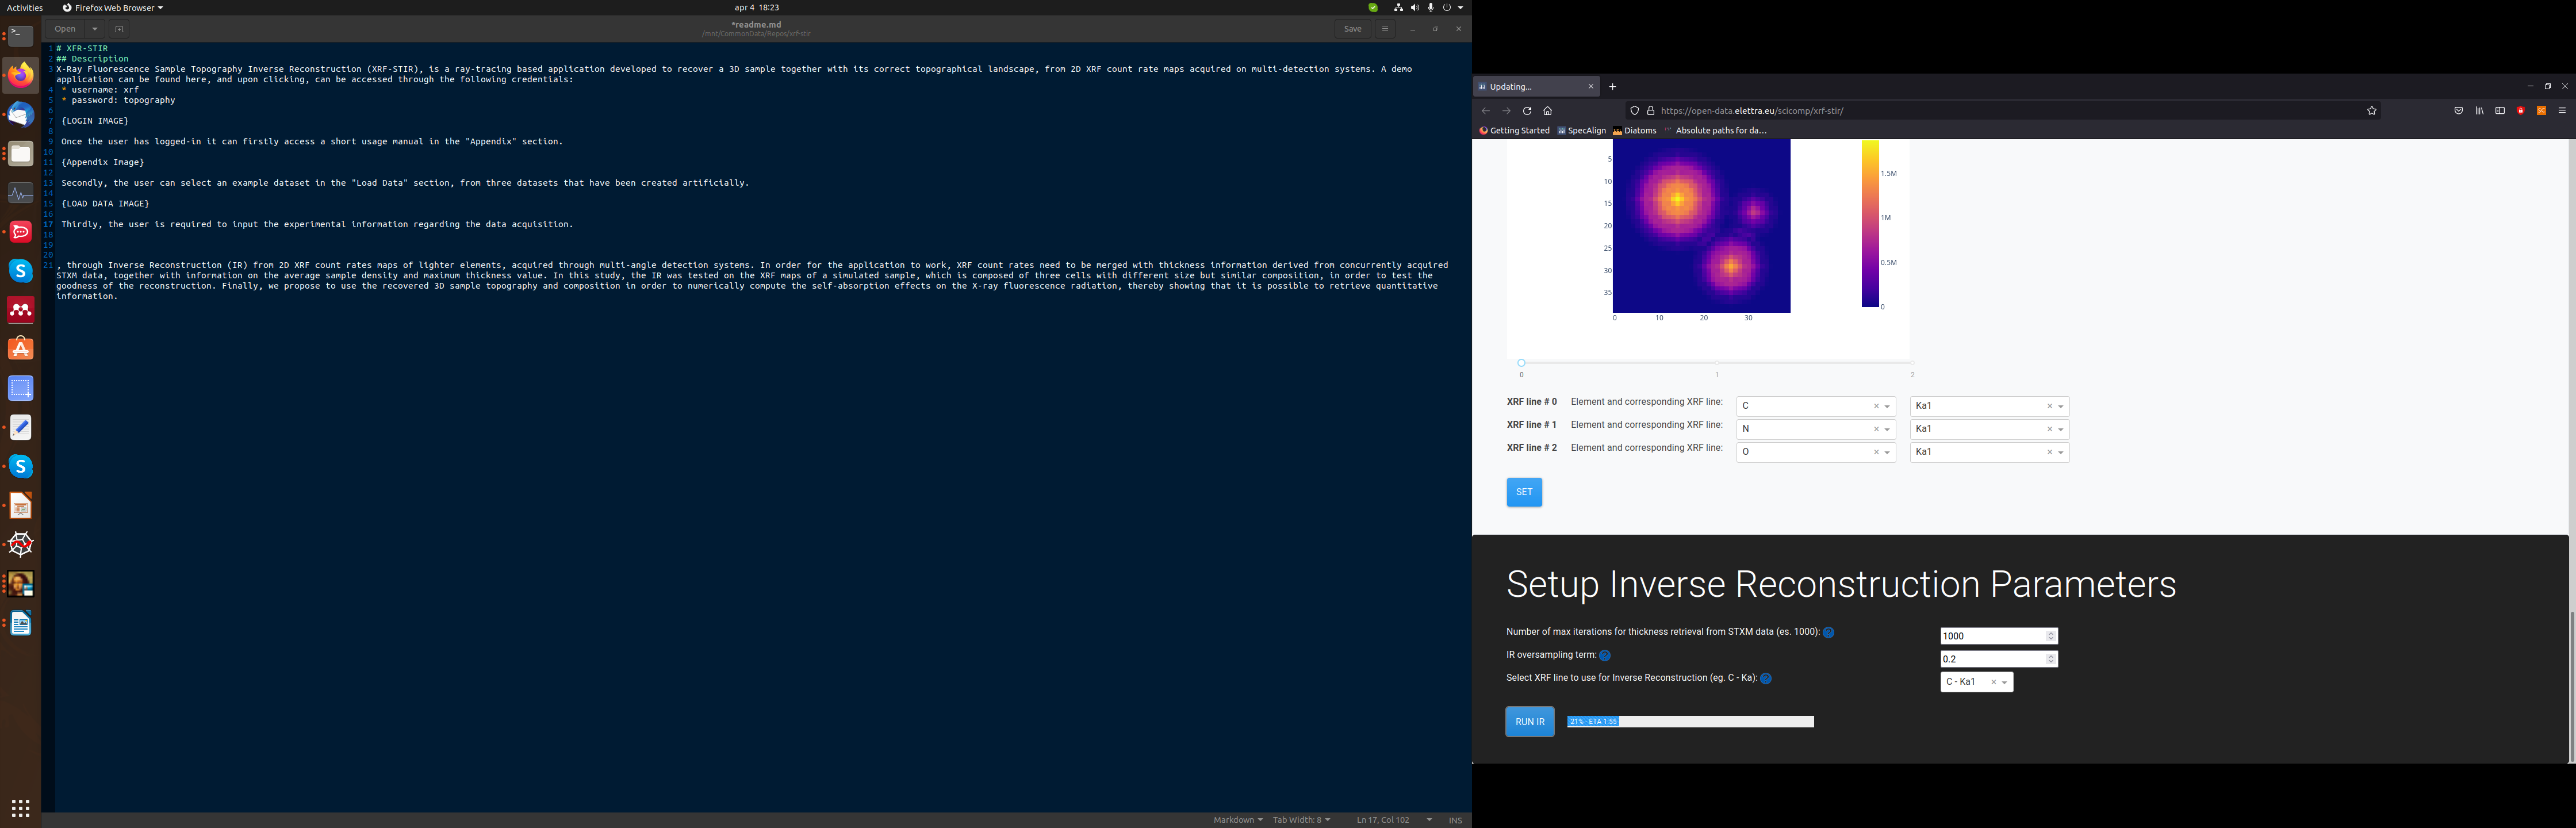 Activities
Firefox Web Browser
apr 4 18:23
Open
*readme.md
/mnt/CommonData/Repos/xrf-stir
Save
1 # XFR-STIR
2 ## Description
3 X-Ray Fluorescence Sample Topography Inverse Reconstruction (XRF-STIR), is a ray-tracing based application developed to recover a 3D sample together with its correct topographical landscape, from 2D XRF count rate maps acquired on multi-detection systems. A demo
application can be found here, and upon clicking, can be accessed through the following credentials:
4 * username: xrf
5 * password: topography
6
7 {LOGIN IMAGE}
8
9 Once the user has logged-in it can firstly access a short usage manual in the "Appendix" section.
10
11 {Appendix Image}
12
13 Secondly, the user can select an example dataset in the "Load Data" section, from three datasets that have been created artificially.
14
15 {LOAD DATA IMAGE}
16
17 Thirdly, the user is required to input the experimental information regarding the data acquisition.
18
19
20
21 , through Inverse Reconstruction (IR) from 2D XRF count rates maps of lighter elements, acquired through multi-angle detection systems. In order for the application to work, XRF count rates need to be merged with thickness information derived from concurrently acquired
STXM data, together with information on the average sample density and maximum thickness value. In this study, the IR was tested on the XRF maps of a simulated sample, which is composed of three cells with different size but similar composition, in order to test the
goodness of the reconstruction. Finally, we propose to use the recovered 3D sample topography and composition in order to numerically compute the self-absorption effects on the X-ray fluorescence radiation, thereby showing that it is possible to retrieve quantitative
information.
Markdown
Tab Width: 8
Ln 17, Col 102
INS
Updating...
https://open-data.elettra.eu/scicomp/xrf-stir/
Getting Started
SpecAlign
Diatoms
Absolute paths for da...
5
10
15
20
25
30
35
0 10 20 30
1.5M
1M
0.5M
0
0 1 2
XRF line # 0 Element and corresponding XRF line: C Ka1
XRF line # 1 Element and corresponding XRF line: N Ka1
XRF line # 2 Element and corresponding XRF line: O Ka1
SET
Setup Inverse Reconstruction Parameters
Number of max iterations for thickness retrieval from STXM data (es. 1000): ? 1000
IR oversampling term: ? 0.2
Select XRF line to use for Inverse Reconstruction (eg. C - Ka): ? C - Ka1
RUN IR 21% - ETA 1:55